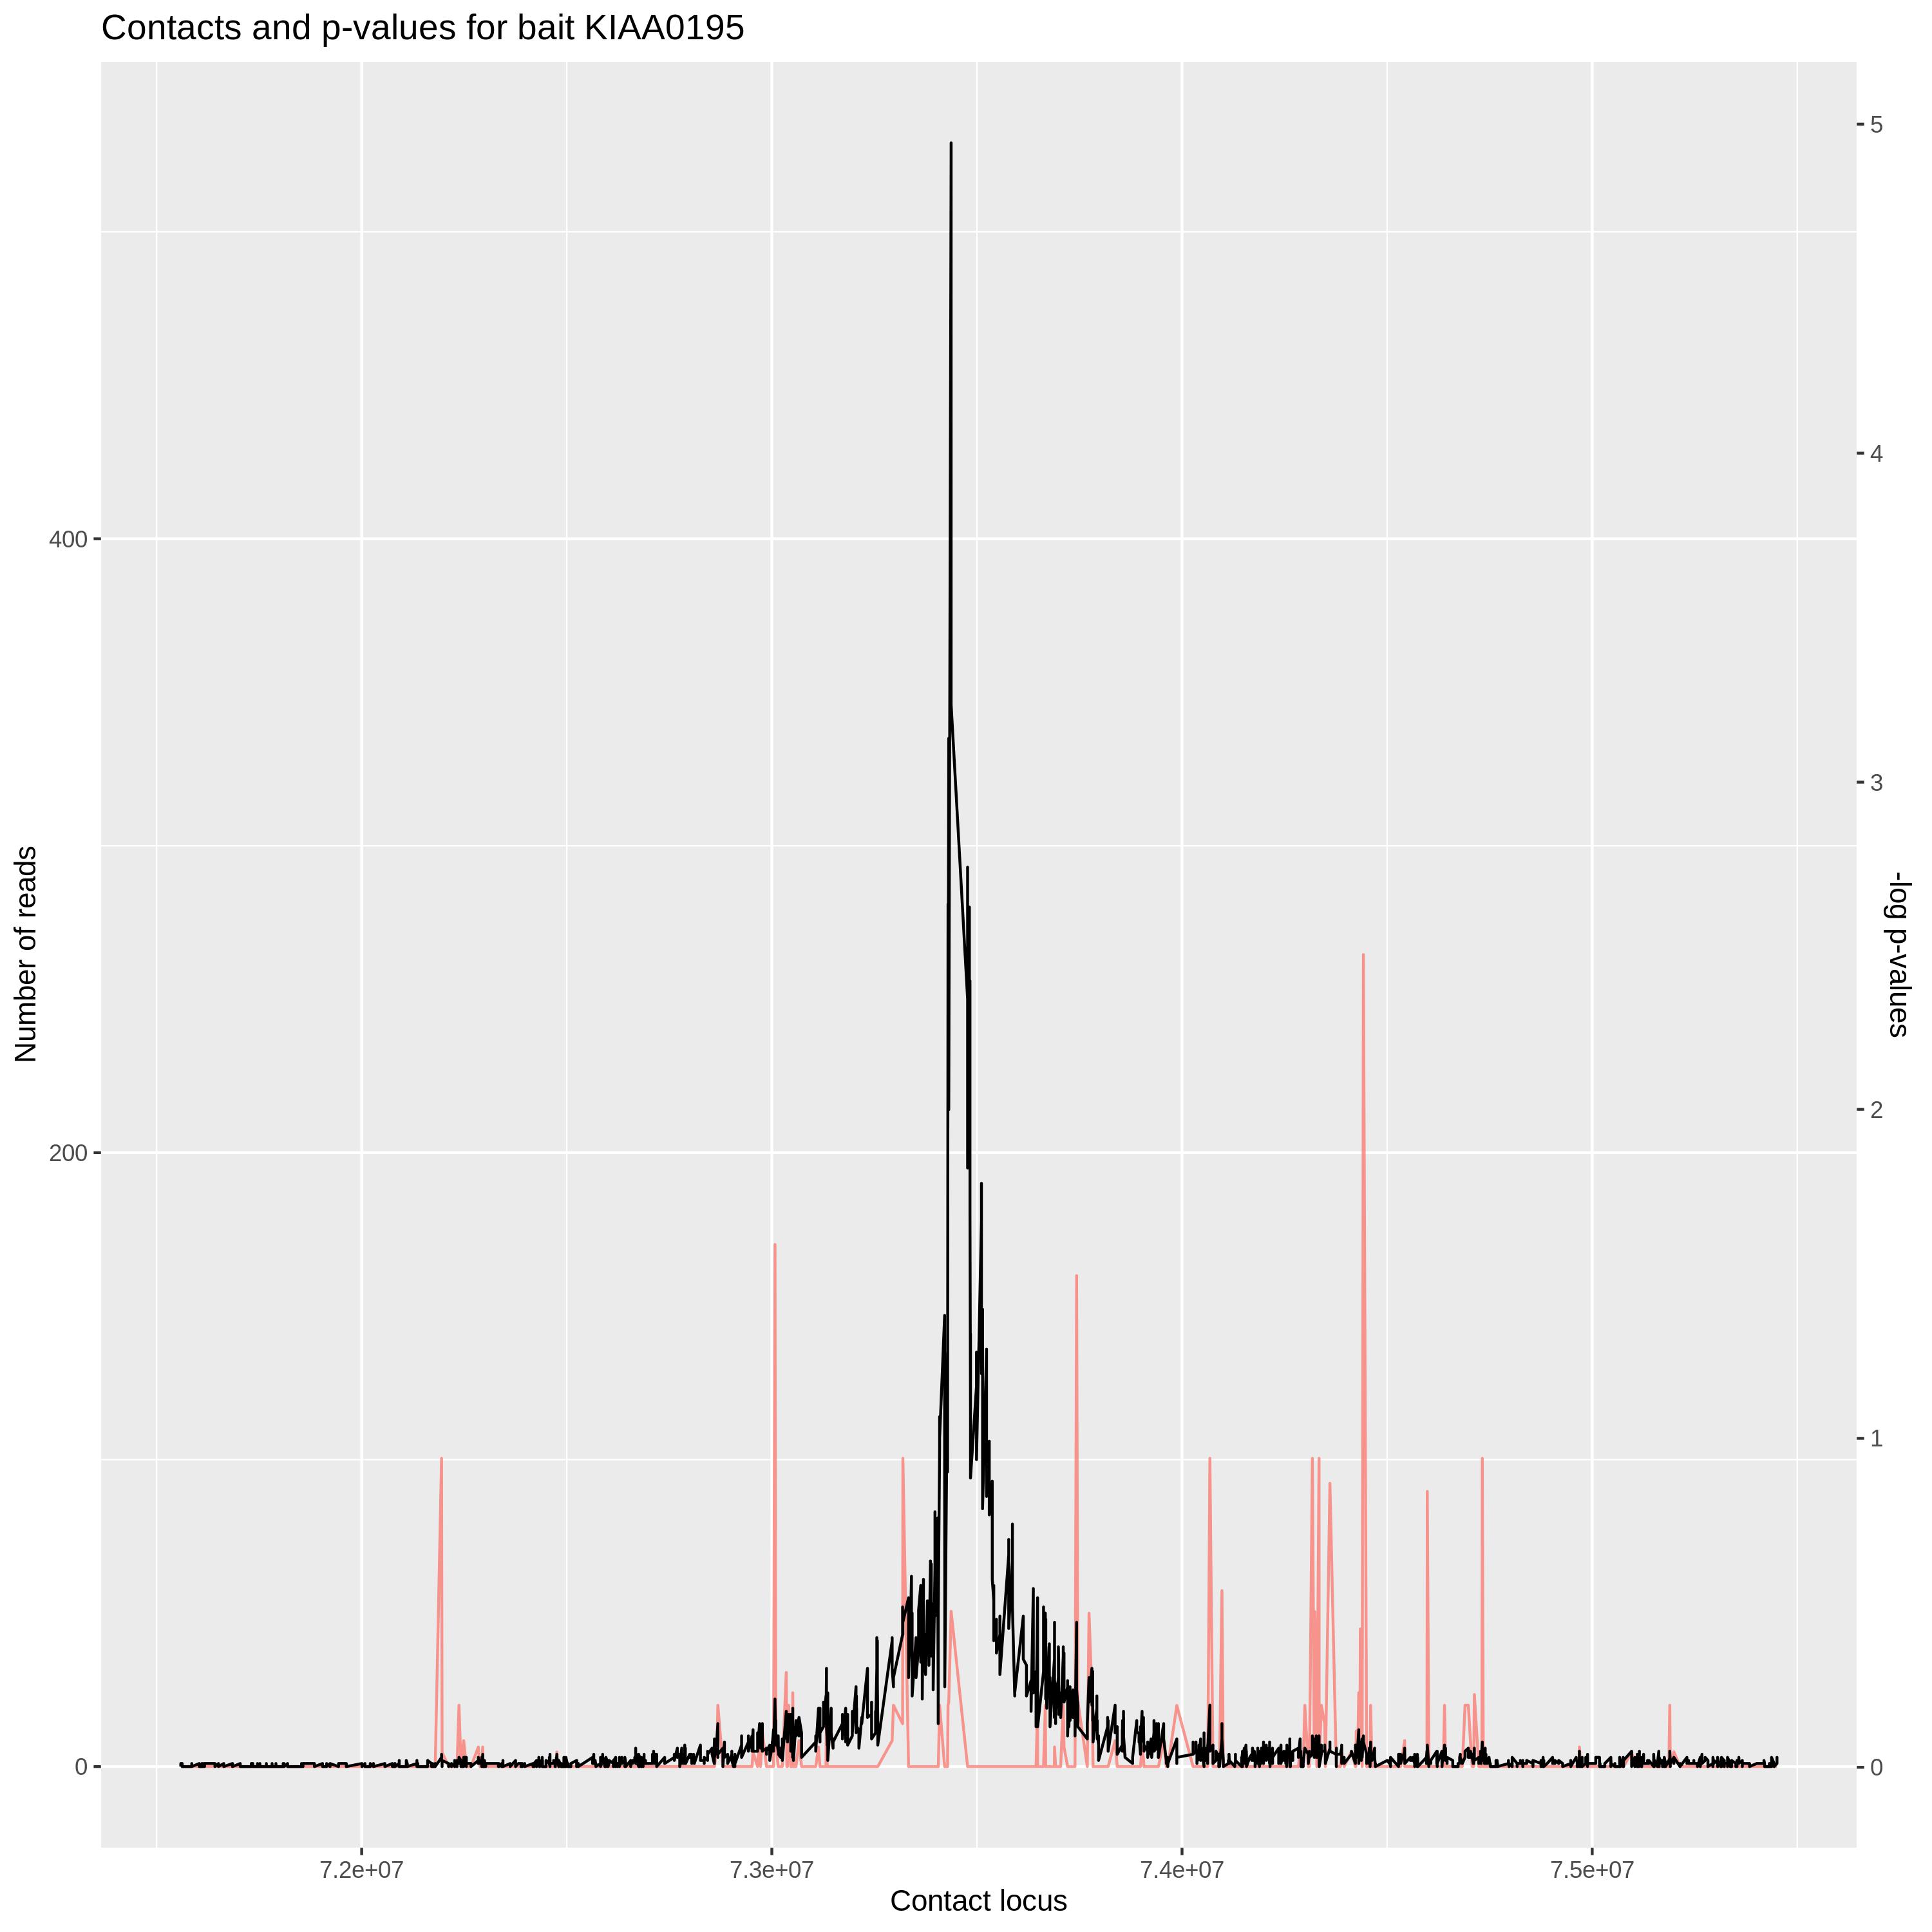 Contacts and p-values for bait KIAA0195
Number of reads
400
200
0
5
4
3
2
1
0
-log p-values
7.2e+07
7.3e+07
7.4e+07
7.5e+07
Contact locus